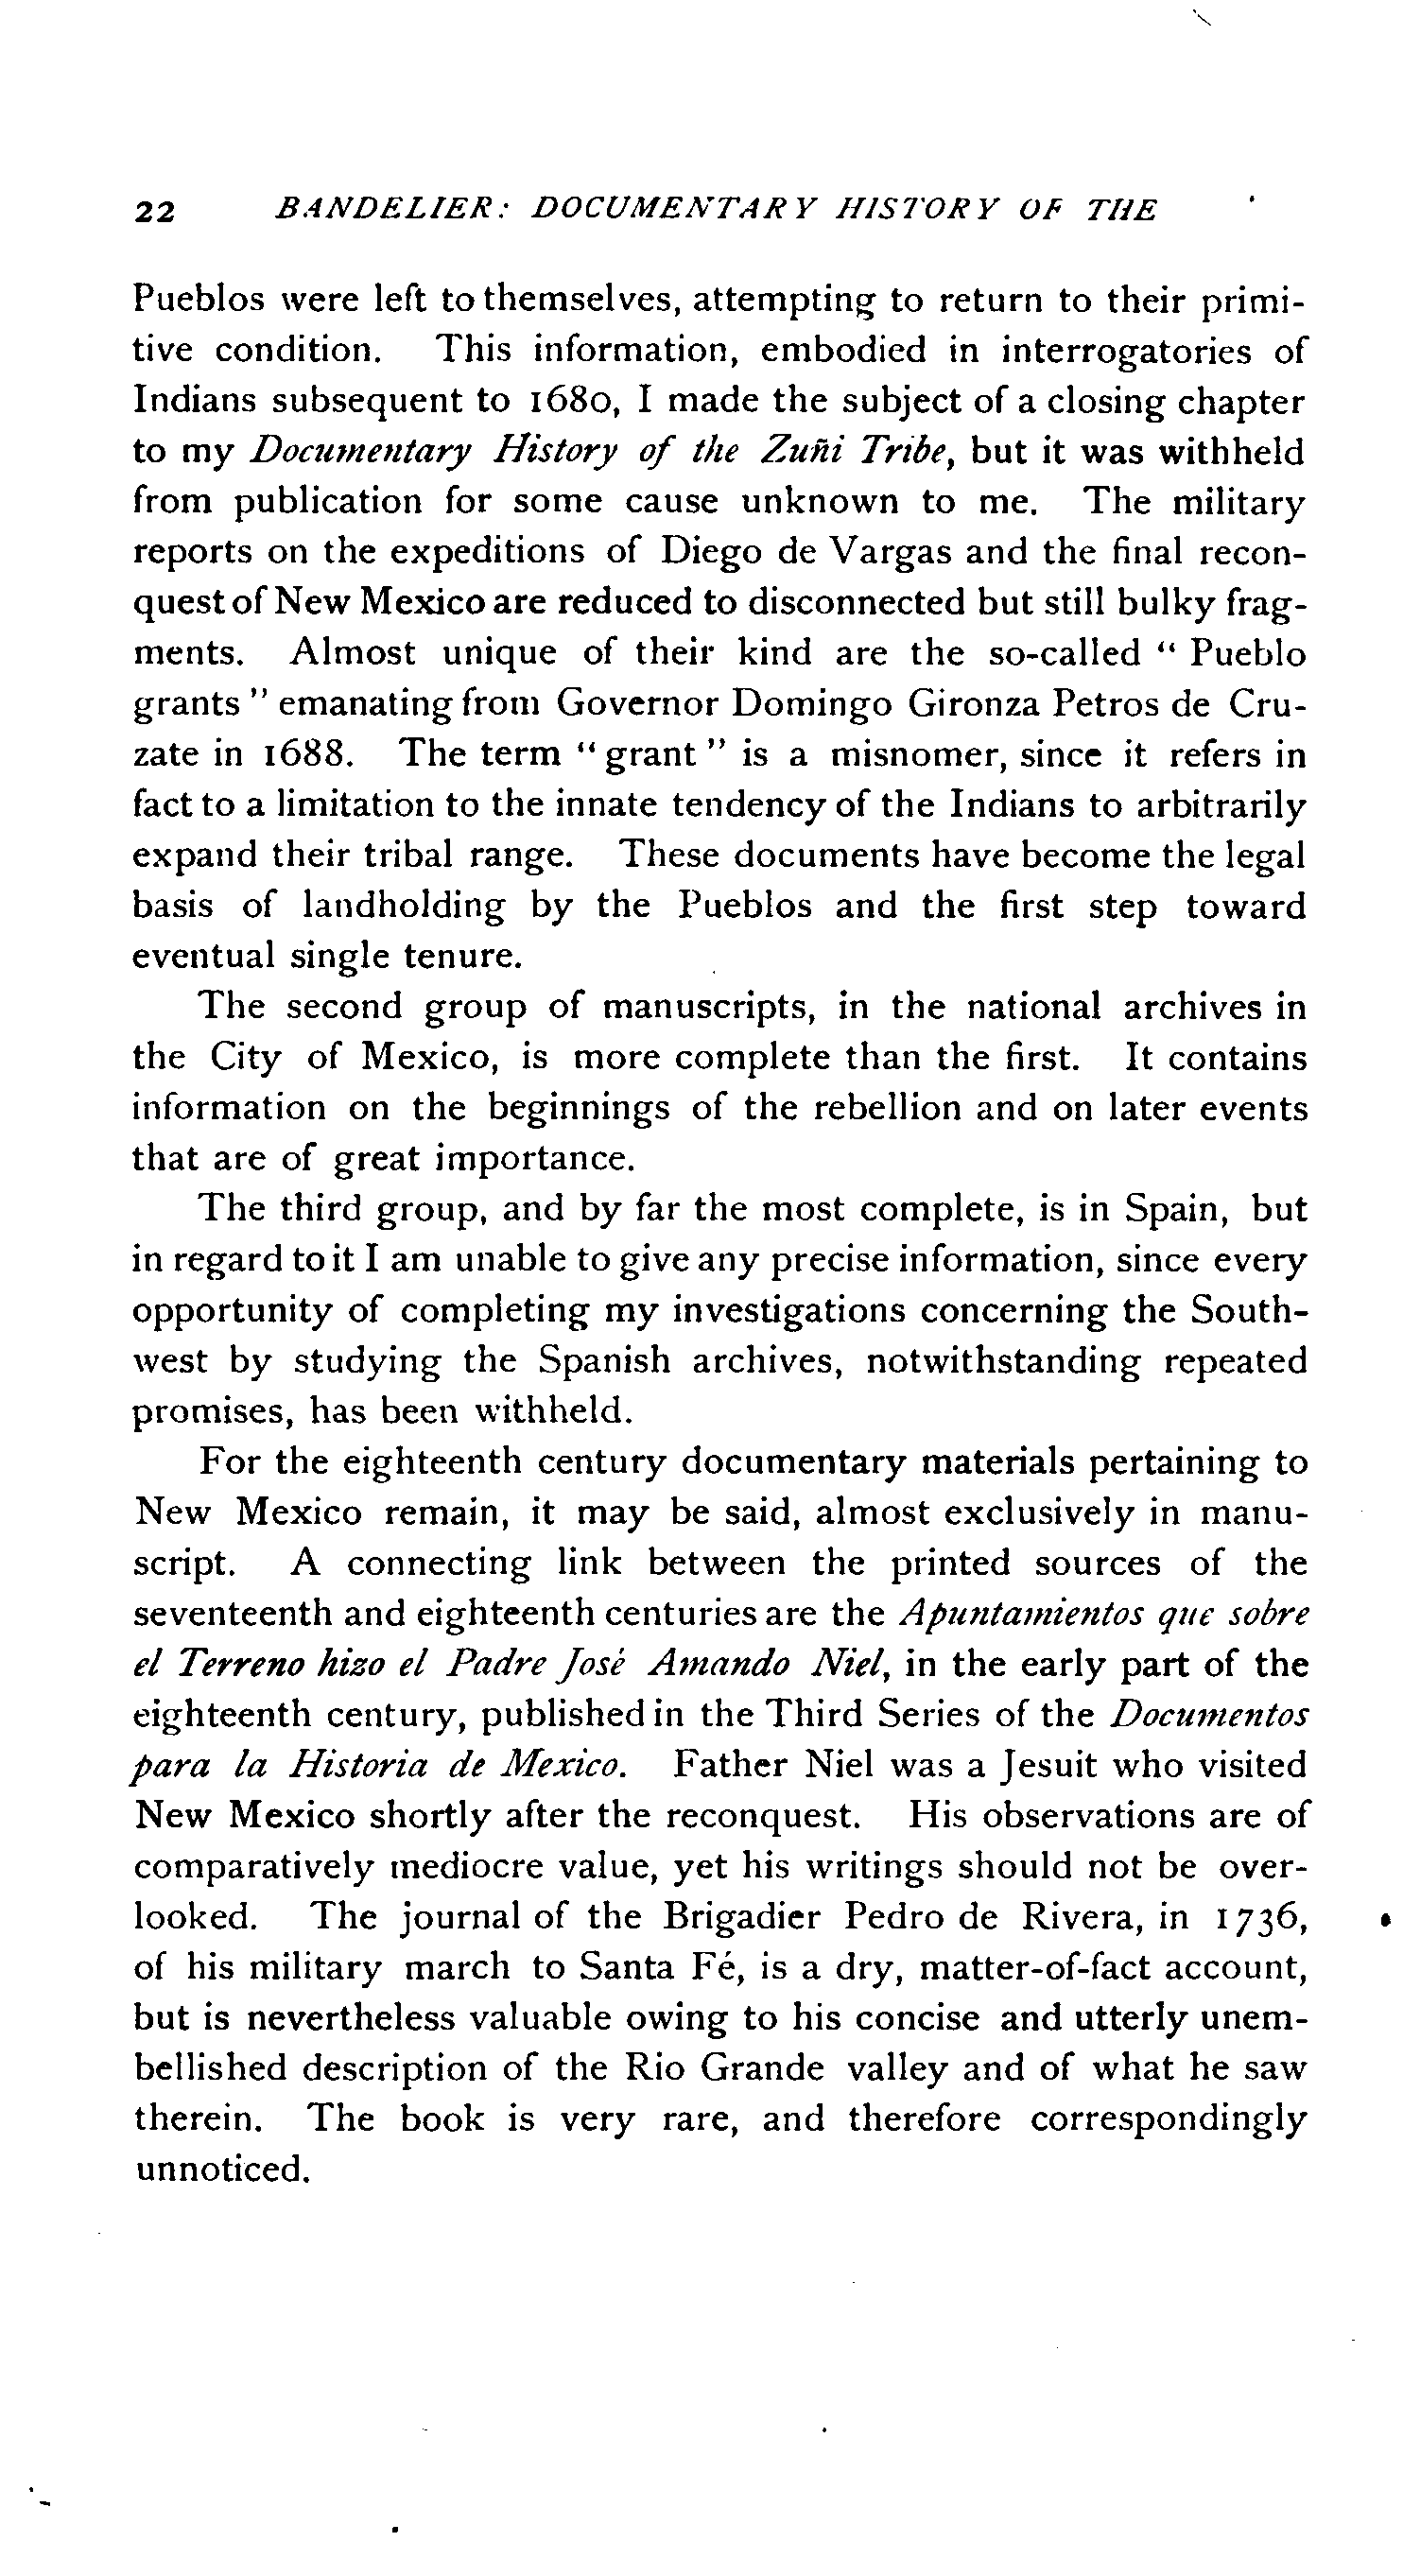 22 BANDELIER: DOCUMENTARY HISTORY OF THE
Pueblos were left to themselves, attempting to return to their primi-
tive condition. This information, embodied in interrogatories of
Indians subsequent to 1680, I made the subject of a closing chapter
to my Documentary History of the Zuñi Tribe, but it was withheld
from publication for some cause unknown to me. The military
reports on the expeditions of Diego de Vargas and the final recon-
quest of New Mexico are reduced to disconnected but still bulky frag-
ments. Almost unique of their kind are the so-called " Pueblo
grants " emanating from Governor Domingo Gironza Petros de Cru-
zate in 1688. The term " grant " is a misnomer, since it refers in
fact to a limitation to the innate tendency of the Indians to arbitrarily
expand their tribal range. These documents have become the legal
basis of landholding by the Pueblos and the first step toward
eventual single tenure.
The second group of manuscripts, in the national archives in
the City of Mexico, is more complete than the first. It contains
information on the beginnings of the rebellion and on later events
that are of great importance.
The third group, and by far the most complete, is in Spain, but
in regard to it I am unable to give any precise information, since every
opportunity of completing my investigations concerning the South-
west by studying the Spanish archives, notwithstanding repeated
promises, has been withheld.
For the eighteenth century documentary materials pertaining to
New Mexico remain, it may be said, almost exclusively in manu-
script. A connecting link between the printed sources of the
seventeenth and eighteenth centuries are the Apuntamientos que sobre
el Terreno hizo el Padre José Amando Niel, in the early part of the
eighteenth century, published in the Third Series of the Documentos
para la Historia de Mexico. Father Niel was a Jesuit who visited
New Mexico shortly after the reconquest. His observations are of
comparatively mediocre value, yet his writings should not be over-
looked. The journal of the Brigadier Pedro de Rivera, in 1736,
of his military march to Santa Fé, is a dry, matter-of-fact account,
but is nevertheless valuable owing to his concise and utterly unem-
bellished description of the Rio Grande valley and of what he saw
therein. The book is very rare, and therefore correspondingly
unnoticed.